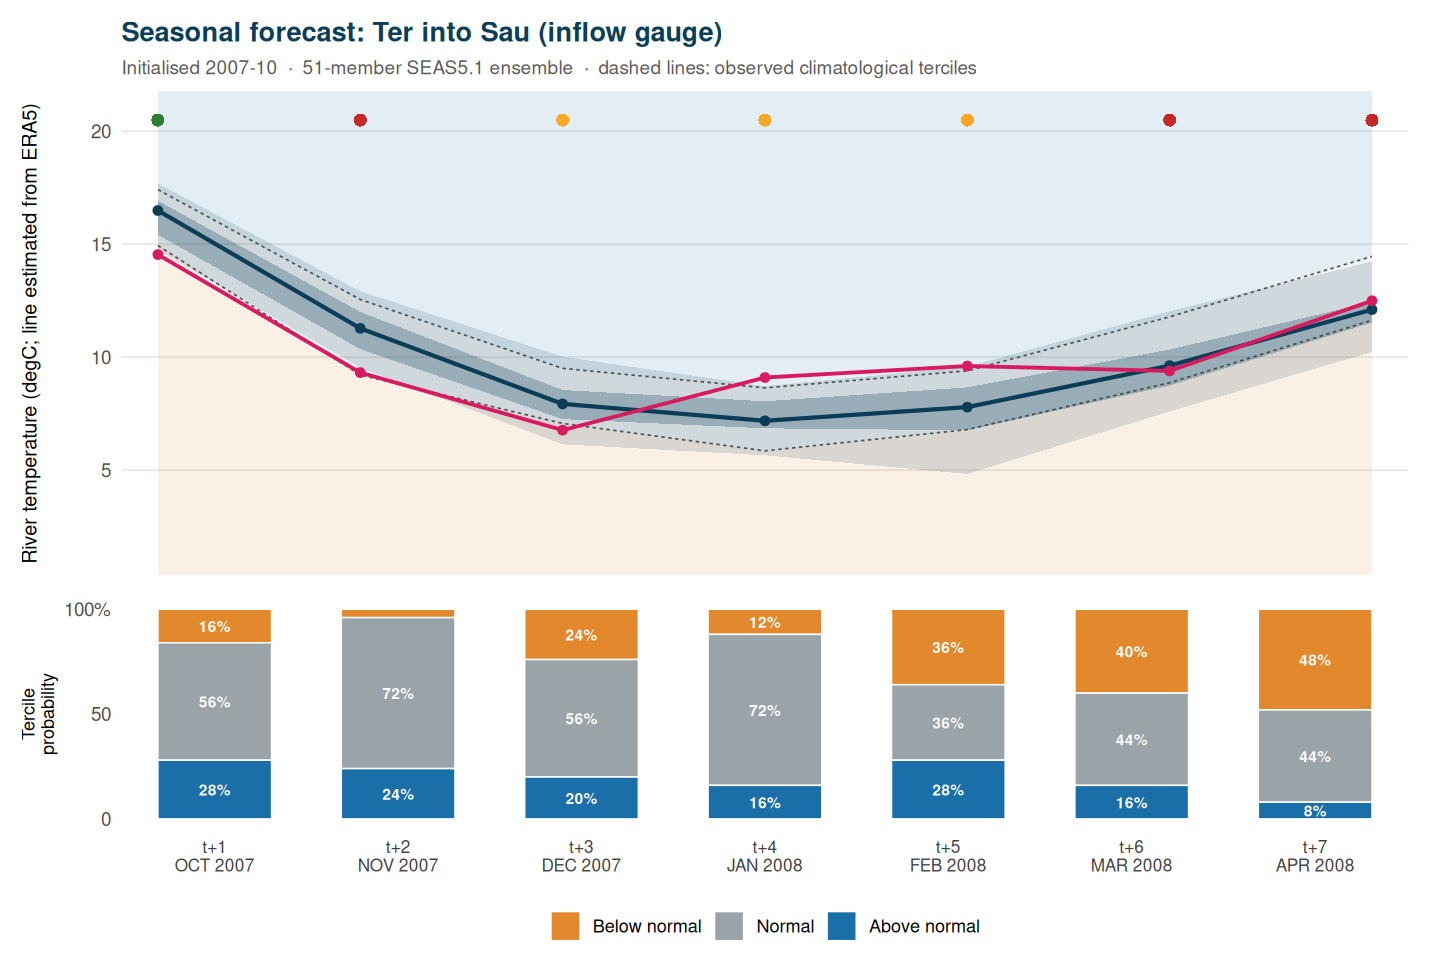 Seasonal forecast: Ter into Sau (inflow gauge)
Initialised 2007-10 · 51-member SEAS5.1 ensemble · dashed lines: observed climatological terciles
River temperature (degC; line estimated from ERA5)
20
15
10
5
Tercile
probability
100%
50
0
16%
56%
28%
72%
24%
24%
56%
20%
12%
72%
16%
36%
36%
28%
40%
44%
16%
48%
44%
8%
t+1
OCT 2007
t+2
NOV 2007
t+3
DEC 2007
t+4
JAN 2008
t+5
FEB 2008
t+6
MAR 2008
t+7
APR 2008
Below normal
Normal
Above normal